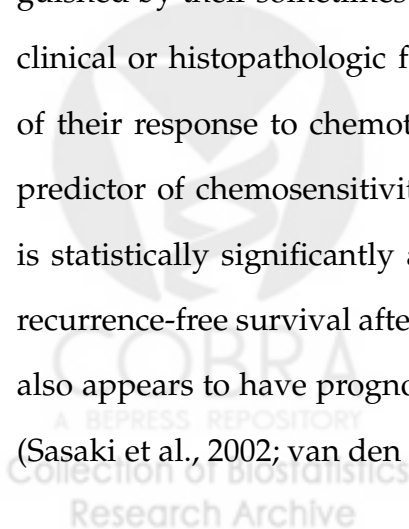 guished by their sometimes
clinical or histopathologic f
of their response to chemot
predictor of chemosensitivit
is statistically significantly a
recurrence-free survival afte
COBRA
also appears to have progno
A BEPRESS REPOSITORY
(Sasaki et al., 2002; van den
Collection of Biostatistics
Research Archive